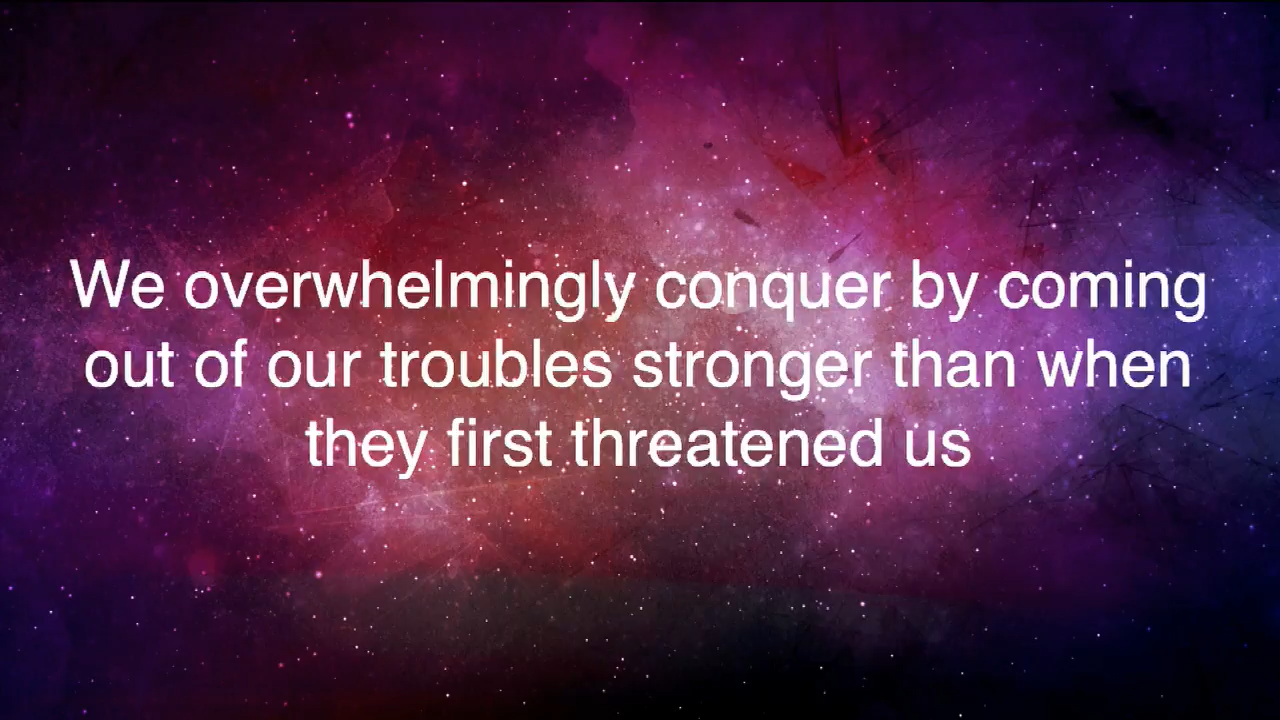 We overwhelmingly conquer by coming
out of our troubles stronger than when
they first threatened us